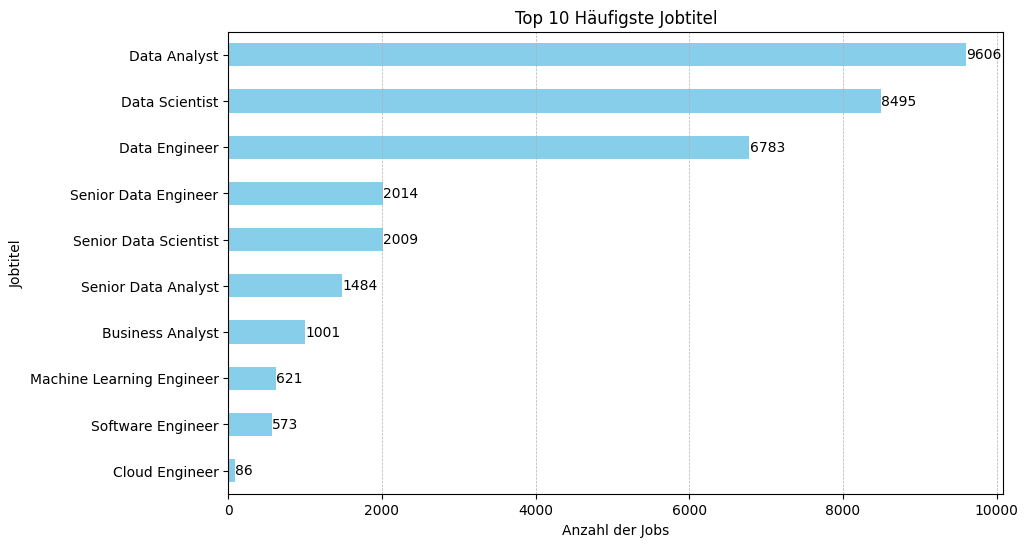 Top 10 Häufigste Jobtitel
Jobtitel
Data Analyst 9606
Data Scientist 8495
Data Engineer 6783
Senior Data Engineer 2014
Senior Data Scientist 2009
Senior Data Analyst 1484
Business Analyst 1001
Machine Learning Engineer 621
Software Engineer 573
Cloud Engineer 86
0 2000 4000 6000 8000 10000
Anzahl der Jobs